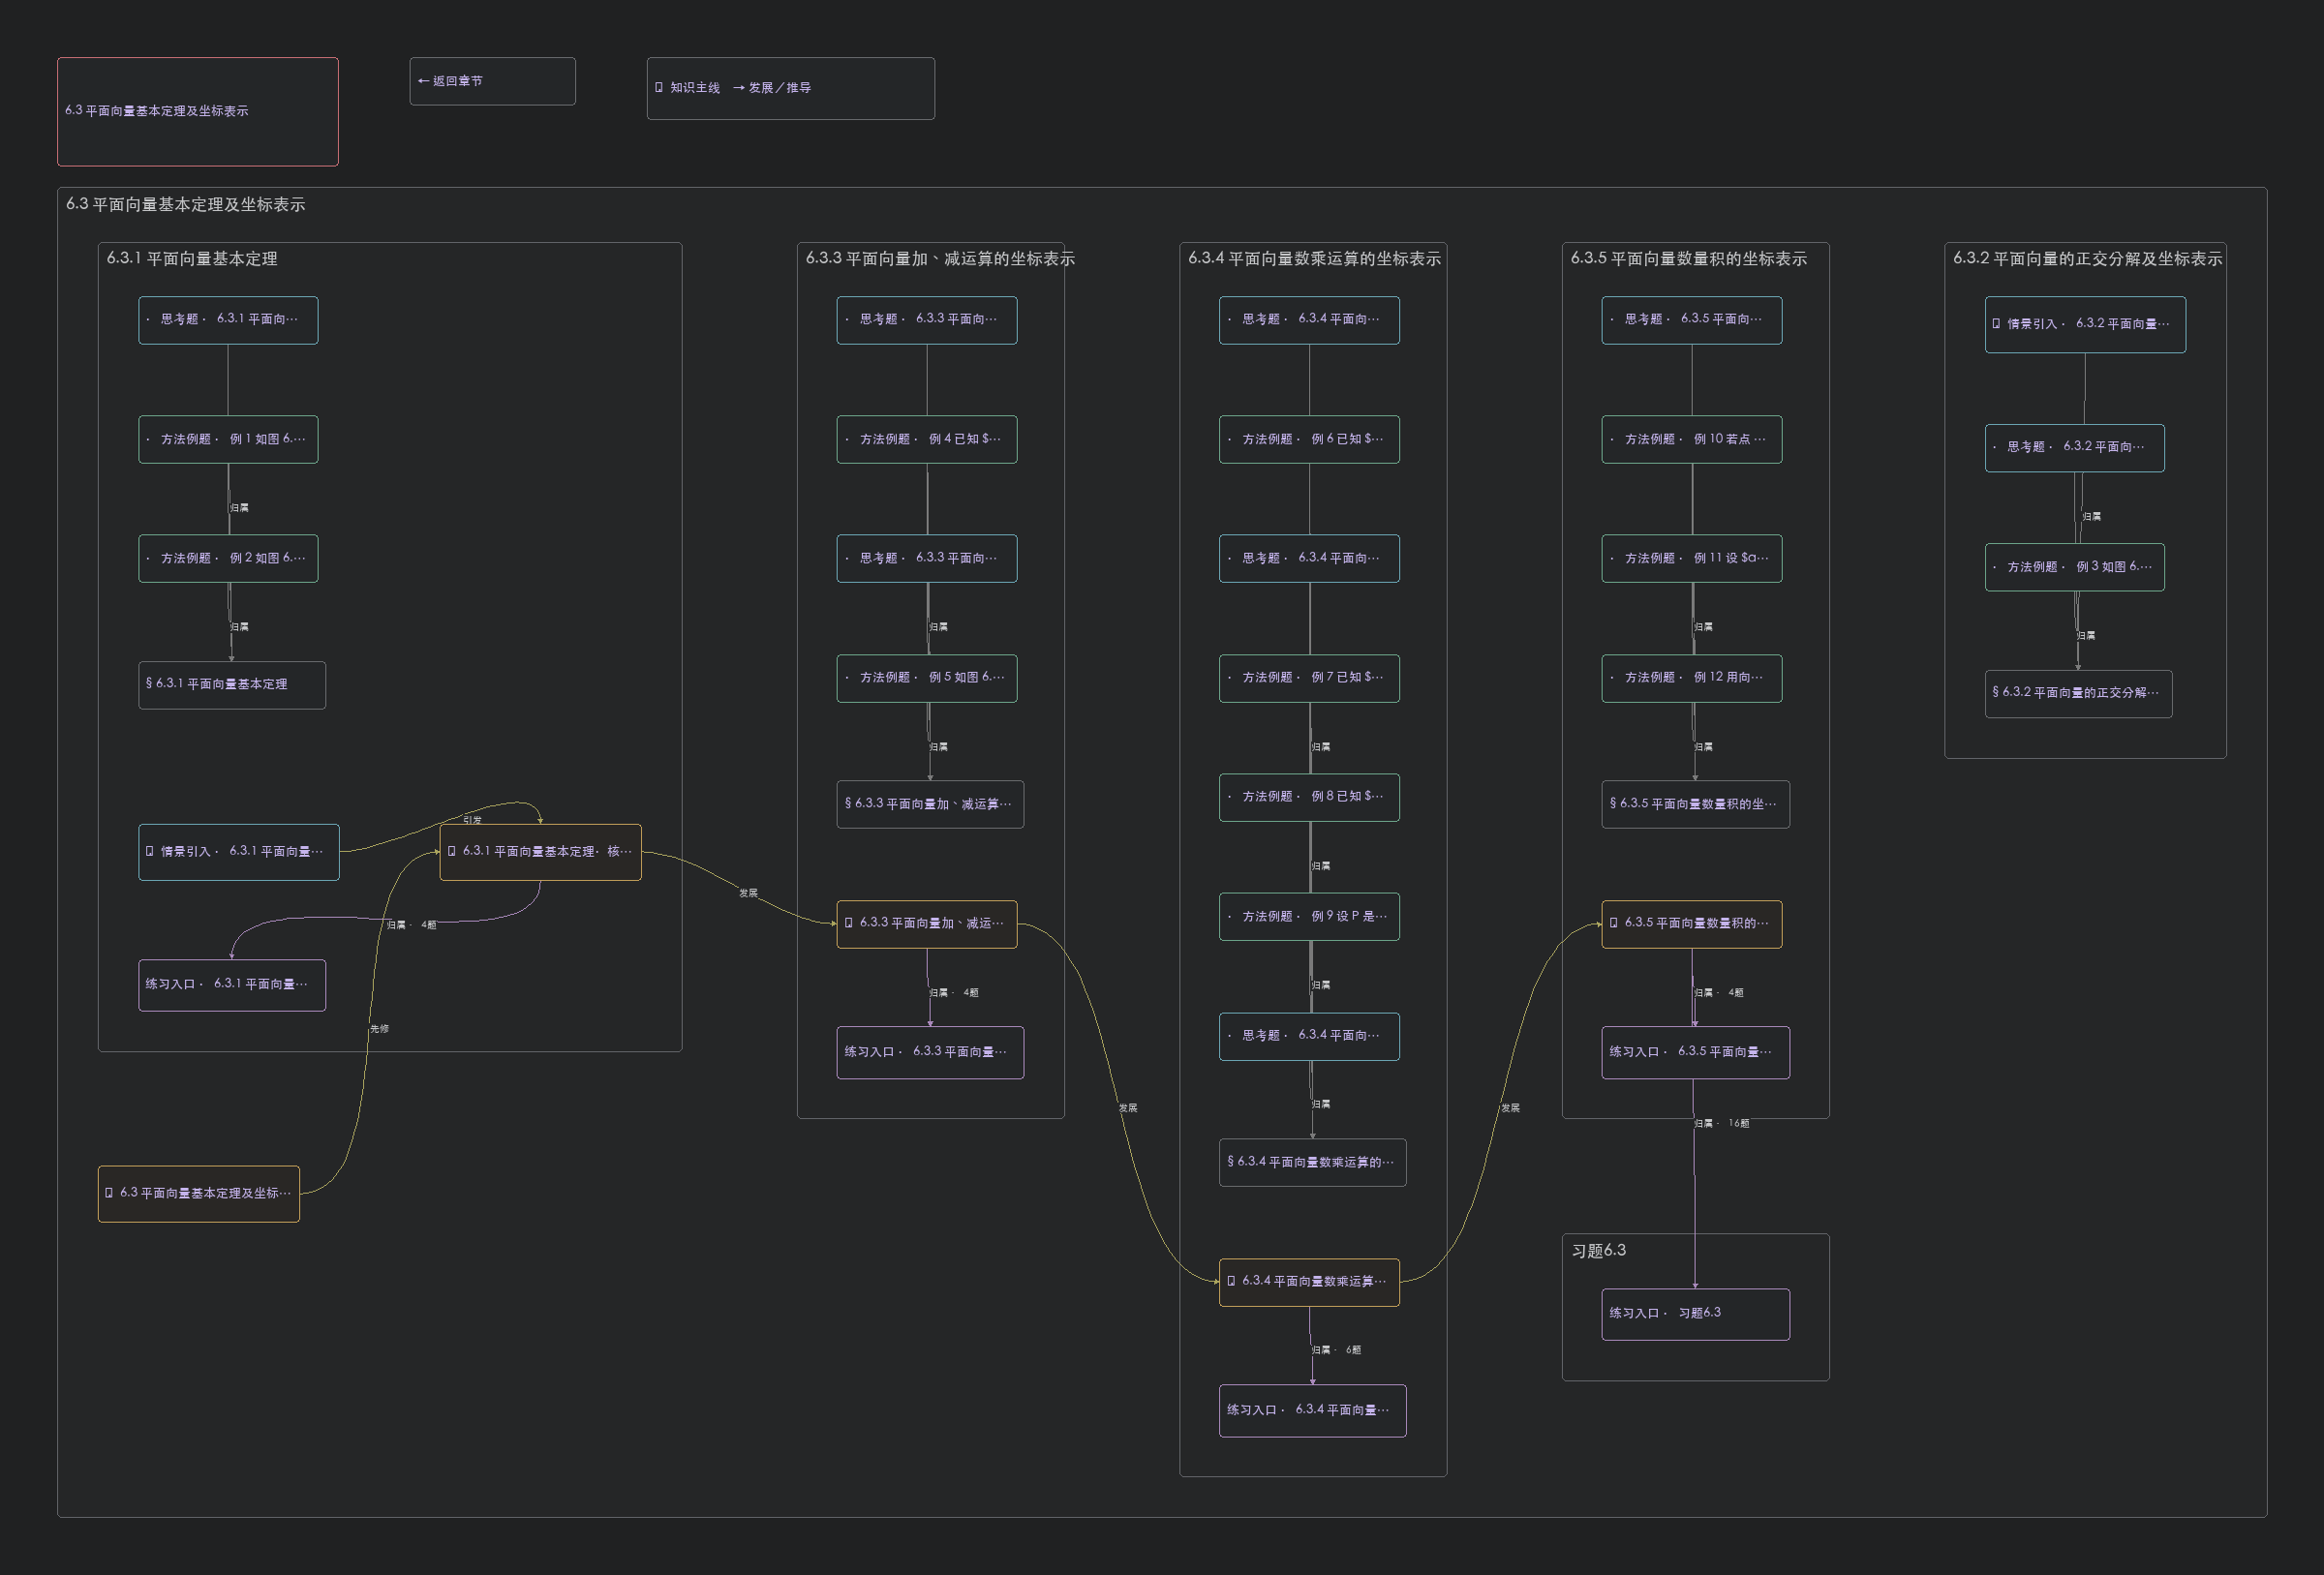 6.3 平面向量基本定理及坐标表示
← 返回章节
知识主线 → 发展／推导
6.3 平面向量基本定理及坐标表示
6.3.1 平面向量基本定理
· 思考题 · 6.3.1 平面向…
· 方法例题 · 例 1 如图 6.…
归属
· 方法例题 · 例 2 如图 6.…
归属
§ 6.3.1 平面向量基本定理
情景引入 · 6.3.1 平面向量…
引发
6.3.1 平面向量基本定理· 核…
归属 · 4题
练习入口 · 6.3.1 平面向量…
先修
6.3 平面向量基本定理及坐标…
发展
6.3.3 平面向量加、减运算的坐标表示
· 思考题 · 6.3.3 平面向…
· 方法例题 · 例 4 已知 $…
· 思考题 · 6.3.3 平面向…
归属
· 方法例题 · 例 5 如图 6.…
归属
§ 6.3.3 平面向量加、减运算…
6.3.3 平面向量加、减运…
归属 · 4题
练习入口 · 6.3.3 平面向量…
发展
6.3.4 平面向量数乘运算的坐标表示
· 思考题 · 6.3.4 平面向…
· 方法例题 · 例 6 已知 $…
· 思考题 · 6.3.4 平面向…
· 方法例题 · 例 7 已知 $…
归属
· 方法例题 · 例 8 已知 $…
归属
· 方法例题 · 例 9 设 P 是…
归属
· 思考题 · 6.3.4 平面向…
归属
§ 6.3.4 平面向量数乘运算的…
6.3.4 平面向量数乘运算…
归属 · 6题
练习入口 · 6.3.4 平面向量…
发展
6.3.5 平面向量数量积的坐标表示
· 思考题 · 6.3.5 平面向…
· 方法例题 · 例 10 若点 …
· 方法例题 · 例 11 设 $a…
归属
· 方法例题 · 例 12 用向…
归属
§ 6.3.5 平面向量数量积的坐…
6.3.5 平面向量数量积的…
归属 · 4题
练习入口 · 6.3.5 平面向量…
归属 · 16题
习题6.3
练习入口 · 习题6.3
6.3.2 平面向量的正交分解及坐标表示
情景引入 · 6.3.2 平面向量…
· 思考题 · 6.3.2 平面向…
归属
· 方法例题 · 例 3 如图 6.…
归属
§ 6.3.2 平面向量的正交分解…